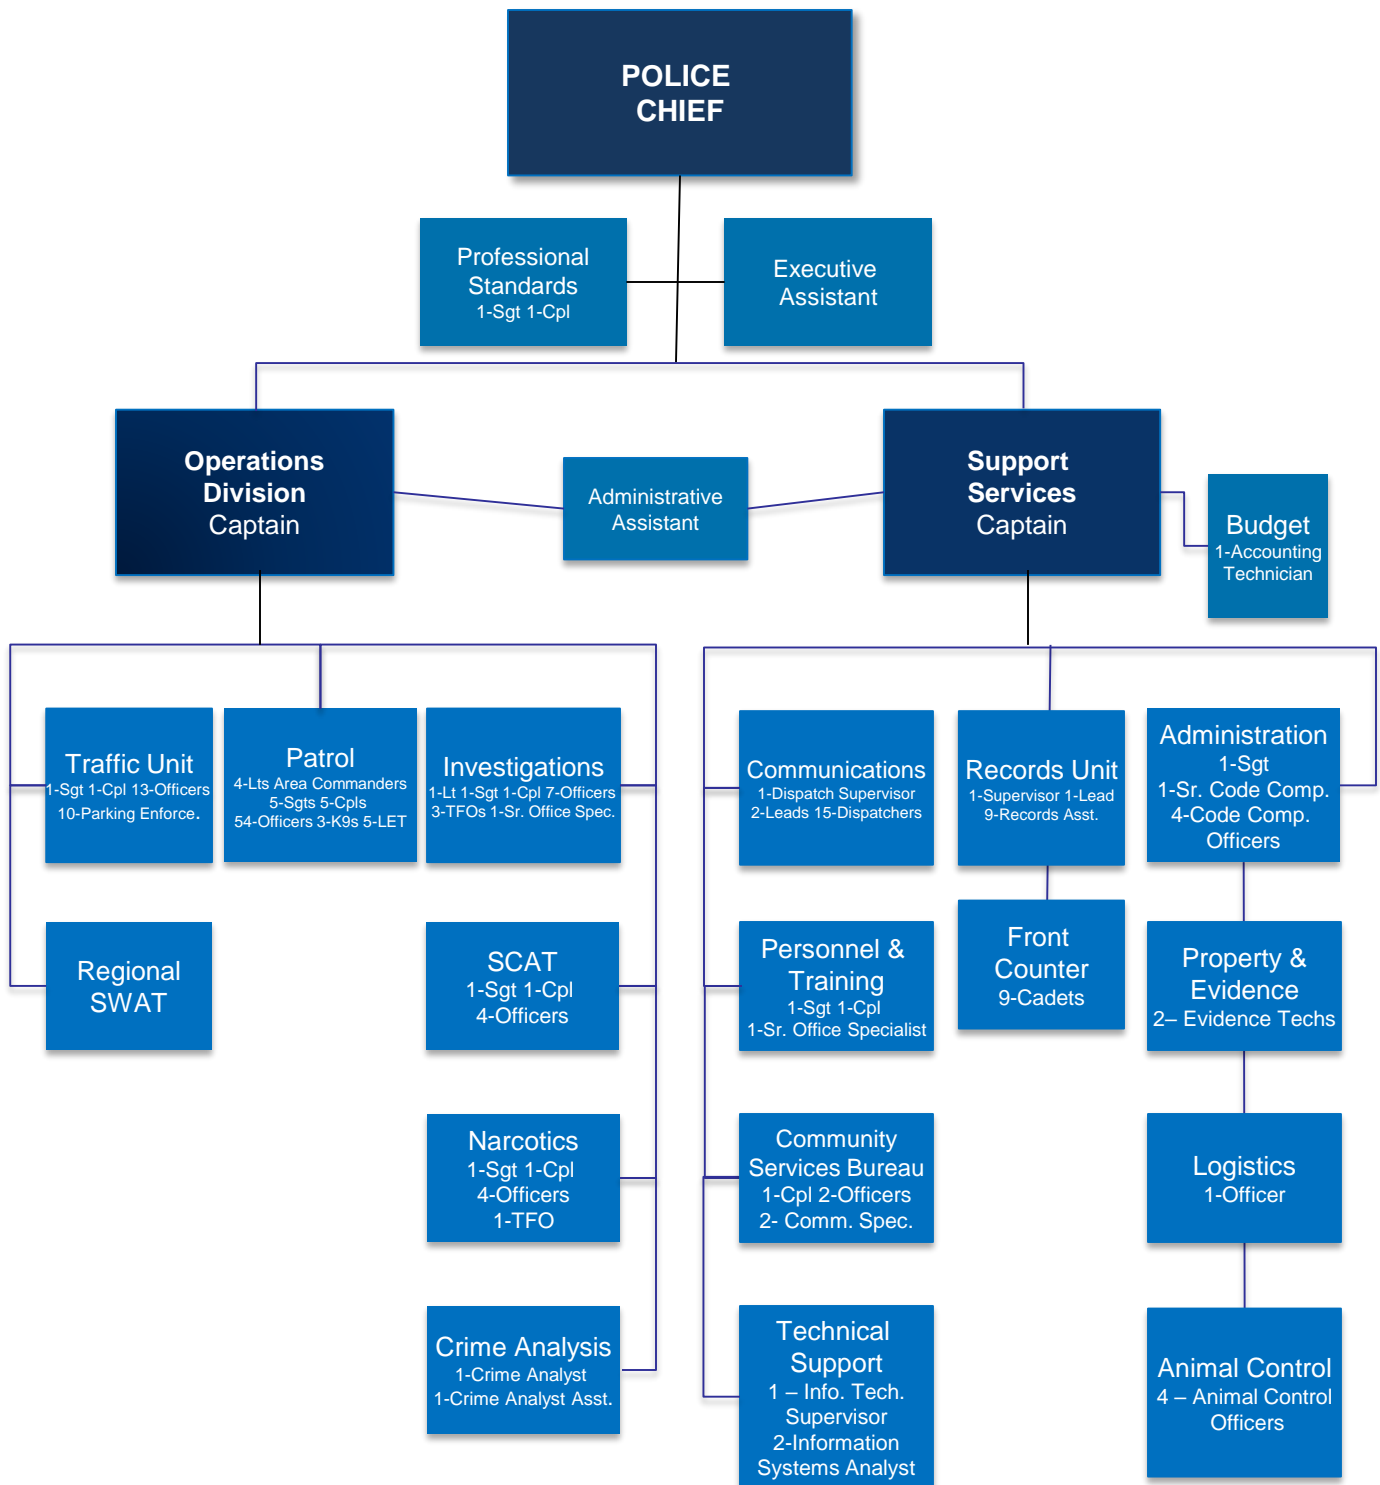 POLICE
CHIEF
Professional
Standards
1-Sgt 1-Cpl
Executive
Assistant
Operations
Division
Captain
Administrative
Assistant
Support
Services
Captain
Budget
1-Accounting
Technician
Traffic Unit
1-Sgt 1-Cpl 13-Officers
10-Parking Enforce.
Patrol
4-Lts Area Commanders
5-Sgts 5-Cpls
54-Officers 3-K9s 5-LET
Investigations
1-Lt 1-Sgt 1-Cpl 7-Officers
3-TFOs 1-Sr. Office Spec.
Communications
1-Dispatch Supervisor
2-Leads 15-Dispatchers
Records Unit
1-Supervisor 1-Lead
9-Records Asst.
Administration
1-Sgt
1-Sr. Code Comp.
4-Code Comp.
Officers
Regional
SWAT
SCAT
1-Sgt 1-Cpl
4-Officers
Personnel &
Training
1-Sgt 1-Cpl
1-Sr. Office Specialist
Front
Counter
9-Cadets
Property &
Evidence
2– Evidence Techs
Narcotics
1-Sgt 1-Cpl
4-Officers
1-TFO
Community
Services Bureau
1-Cpl 2-Officers
2- Comm. Spec.
Logistics
1-Officer
Crime Analysis
1-Crime Analyst
1-Crime Analyst Asst.
Technical
Support
1 – Info. Tech.
Supervisor
2-Information
Systems Analyst
Animal Control
4 – Animal Control
Officers